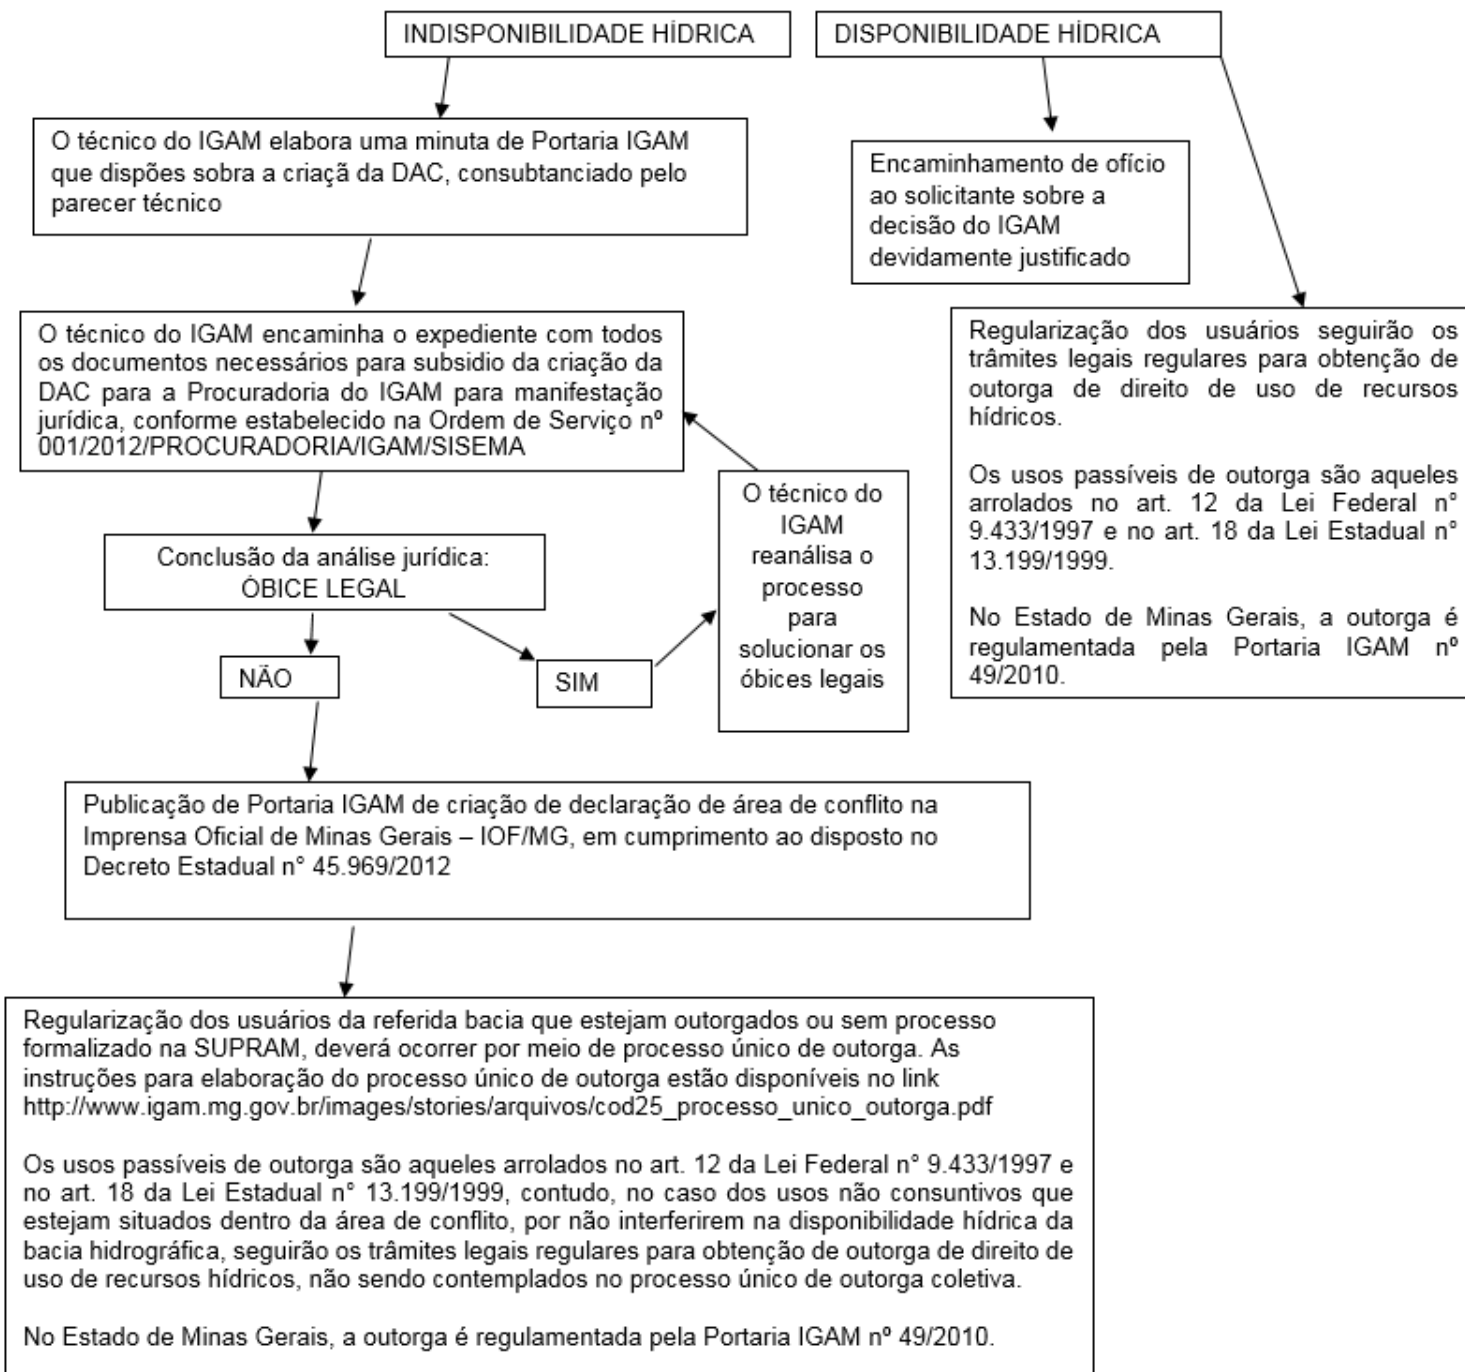 INDISPONIBILIDADE HÍDRICA
DISPONIBILIDADE HÍDRICA
O técnico do IGAM elabora uma minuta de Portaria IGAM
que dispões sobra a criaçã da DAC, consubtanciado pelo
parecer técnico
Encaminhamento de ofício
ao solicitante sobre a
decisão do IGAM
devidamente justificado
O técnico do IGAM encaminha o expediente com todos
os documentos necessários para subsidio da criação da
DAC para a Procuradoria do IGAM para manifestação
jurídica, conforme estabelecido na Ordem de Serviço nº
001/2012/PROCURADORIA/IGAM/SISEMA
Regularização dos usuários seguirão os
trâmites legais regulares para obtenção de
outorga de direito de uso de recursos
hídricos.
Os usos passíveis de outorga são aqueles
arrolados no art. 12 da Lei Federal n°
9.433/1997 e no art. 18 da Lei Estadual n°
13.199/1999.
No Estado de Minas Gerais, a outorga é
regulamentada pela Portaria IGAM nº
49/2010.
O técnico do
IGAM
reanálisa o
processo
para
solucionar os
óbices legais
Conclusão da análise jurídica:
ÓBICE LEGAL
NÃO
SIM
Publicação de Portaria IGAM de criação de declaração de área de conflito na
Imprensa Oficial de Minas Gerais – IOF/MG, em cumprimento ao disposto no
Decreto Estadual n° 45.969/2012
Regularização dos usuários da referida bacia que estejam outorgados ou sem processo
formalizado na SUPRAM, deverá ocorrer por meio de processo único de outorga. As
instruções para elaboração do processo único de outorga estão disponíveis no link
http://www.igam.mg.gov.br/images/stories/arquivos/cod25_processo_unico_outorga.pdf
Os usos passíveis de outorga são aqueles arrolados no art. 12 da Lei Federal n° 9.433/1997 e
no art. 18 da Lei Estadual n° 13.199/1999, contudo, no caso dos usos não consuntivos que
estejam situados dentro da área de conflito, por não interferirem na disponibilidade hídrica da
bacia hidrográfica, seguirão os trâmites legais regulares para obtenção de outorga de direito de
uso de recursos hídricos, não sendo contemplados no processo único de outorga coletiva.
No Estado de Minas Gerais, a outorga é regulamentada pela Portaria IGAM nº 49/2010.